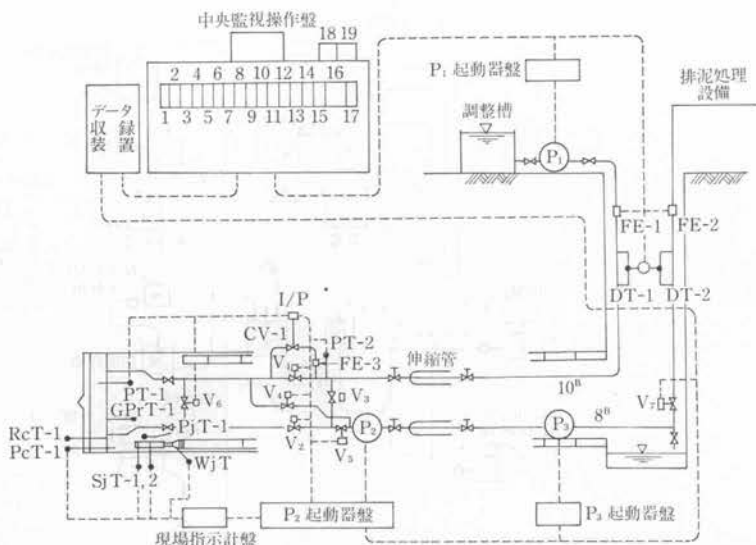 中央監視操作盤
18 19
2 4 6 8 10 12 14 16
1 3 5 7 9 11 13 15 17
データ収録装置
P₁ 起動器盤
排泥処理設備
調整槽
P₁
FE-1
FE-2
DT-1
DT-2
I/P
CV-1
PT-2
FE-3
伸縮管
V₁
V₄
V₃
10ᴮ
PT-1
GPrT-1
V₆
V₇
8ᴮ
RcT-1
PjT-1
PcT-1
V₂
V₅
P₂
P₃
SjT-1,2
WjT
P₂ 起動器盤
P₃ 起動器盤
現場指示計盤